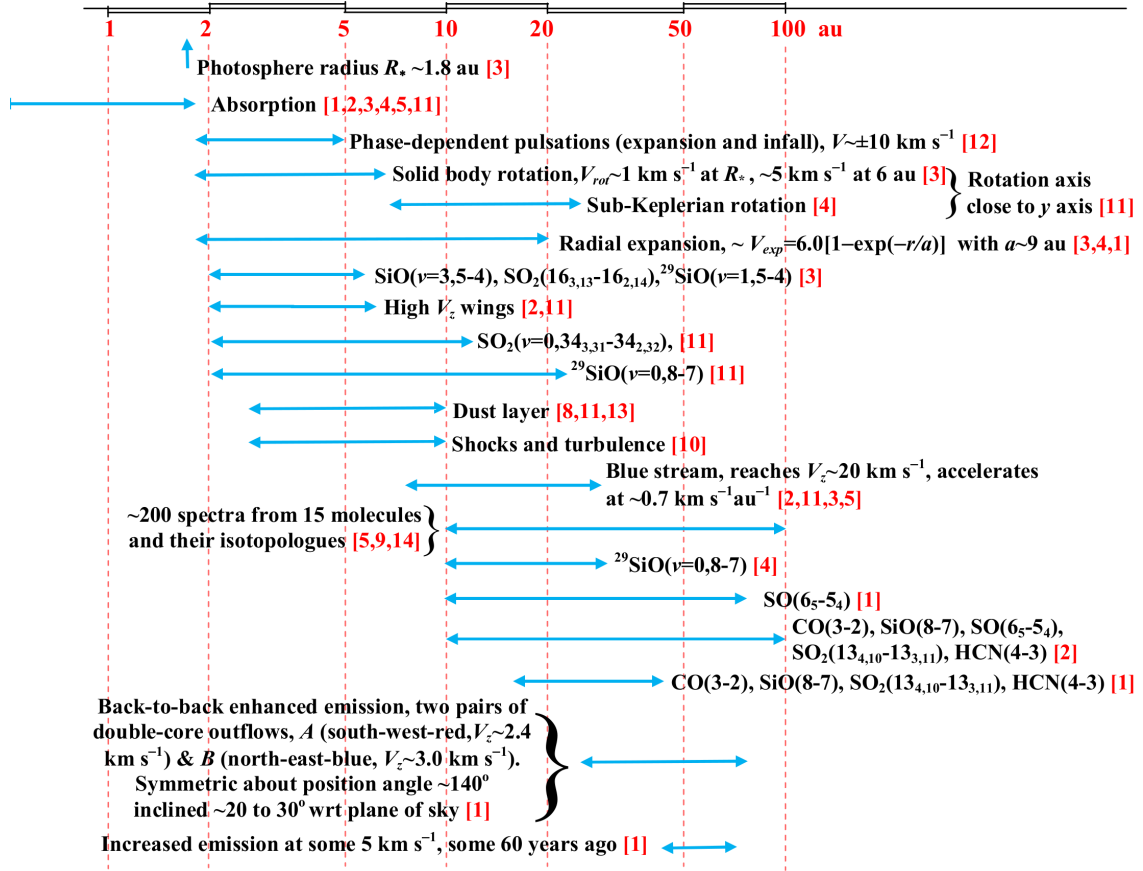 1 2 5 10 20 50 100 au
Photosphere radius R* ~1.8 au [3]
Absorption [1,2,3,4,5,11]
Phase-dependent pulsations (expansion and infall), V~±10 km s⁻¹ [12]
Solid body rotation,Vrot~1 km s⁻¹ at R*, ~5 km s⁻¹ at 6 au [3]
Sub-Keplerian rotation [4]
} Rotation axis
close to y axis [11]
Radial expansion, ~ Vexp=6.0[1−exp(−r/a)] with a~9 au [3,4,1]
SiO(ν=3,5-4), SO₂(16₃,₁₃-16₂,₁₄),²⁹SiO(ν=1,5-4) [3]
High Vz wings [2,11]
SO₂(ν=0,34₃,₃₁-34₂,₃₂), [11]
²⁹SiO(ν=0,8-7) [11]
Dust layer [8,11,13]
Shocks and turbulence [10]
Blue stream, reaches Vz~20 km s⁻¹, accelerates
at ~0.7 km s⁻¹au⁻¹ [2,11,3,5]
~200 spectra from 15 molecules
and their isotopologues [5,9,14] }
²⁹SiO(ν=0,8-7) [4]
SO(6₅-5₄) [1]
CO(3-2), SiO(8-7), SO(6₅-5₄),
SO₂(13₄,₁₀-13₃,₁₁), HCN(4-3) [2]
CO(3-2), SiO(8-7), SO₂(13₄,₁₀-13₃,₁₁), HCN(4-3) [1]
Back-to-back enhanced emission, two pairs of
double-core outflows, A (south-west-red,Vz~2.4
km s⁻¹) & B (north-east-blue, Vz~3.0 km s⁻¹).
Symmetric about position angle ~140º
inclined ~20 to 30º wrt plane of sky [1] }
Increased emission at some 5 km s⁻¹, some 60 years ago [1]